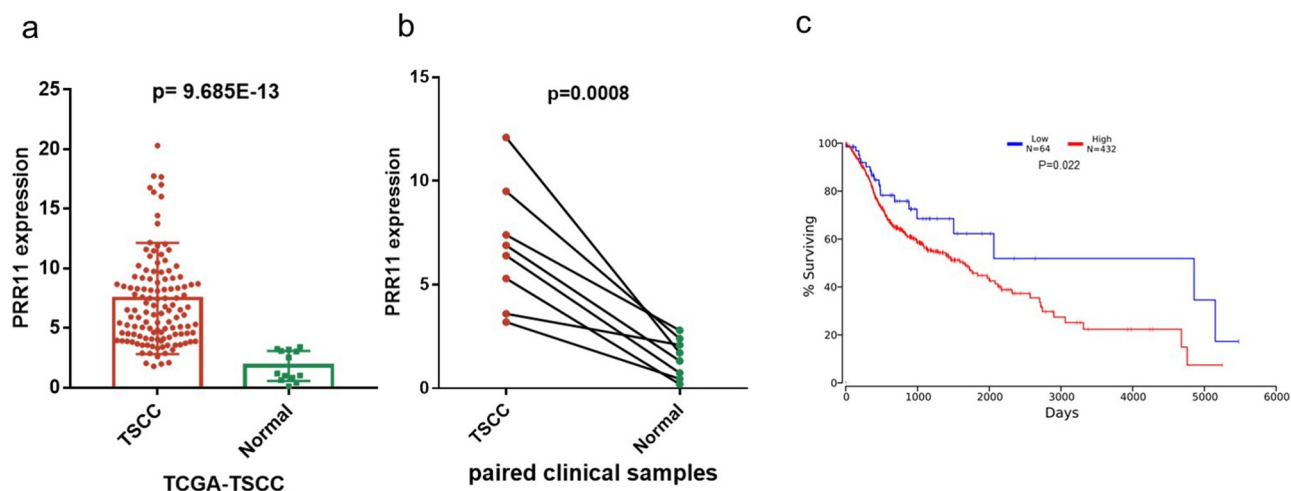 a
p= 9.685E-13
PRR11 expression
25
20
15
10
5
0
TSCC
Normal
TCGA-TSCC
b
p=0.0008
PRR11 expression
15
10
5
0
TSCC
Normal
paired clinical samples
c
Low
N=64
High
N=432
P=0.022
% Surviving
100
80
60
40
20
0
0 1000 2000 3000 4000 5000 6000
Days